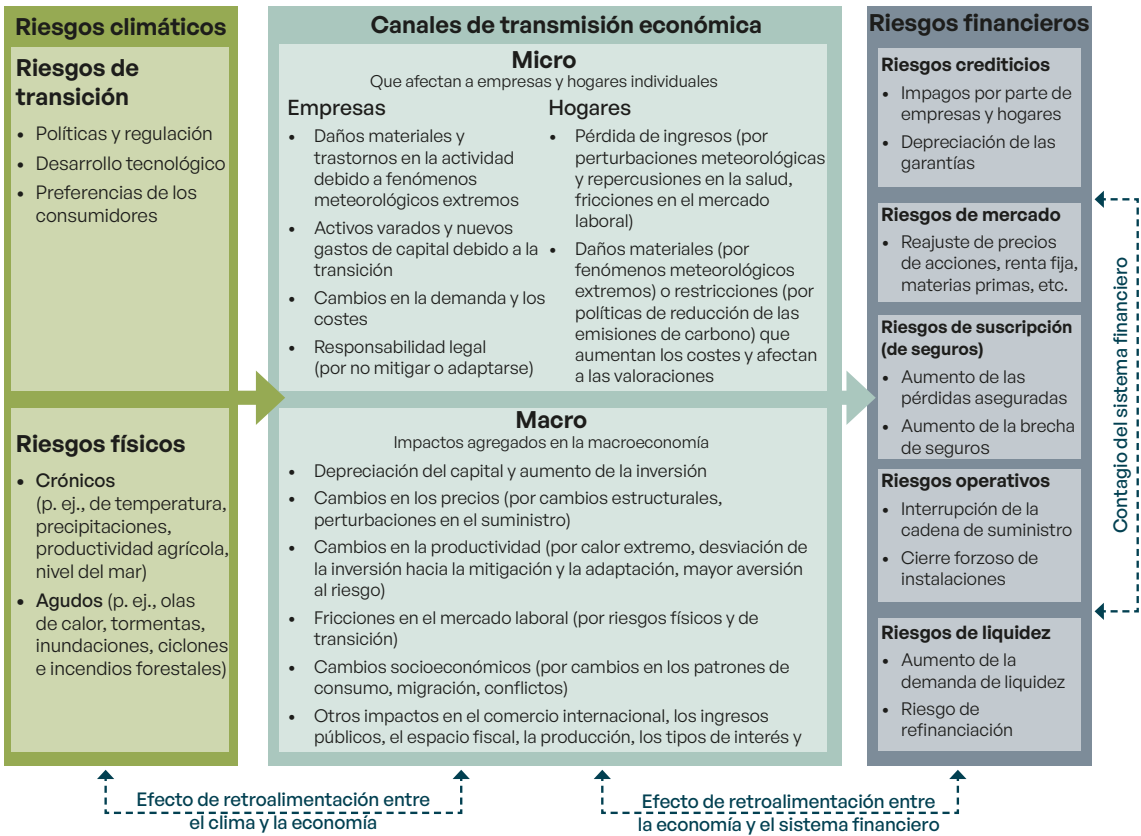 Riesgos climáticos
Riesgos de
transición
• Políticas y regulación
• Desarrollo tecnológico
• Preferencias de los
consumidores
Riesgos físicos
• Crónicos
(p. ej., de temperatura,
precipitaciones,
productividad agrícola,
nivel del mar)
• Agudos (p. ej., olas
de calor, tormentas,
inundaciones, ciclones
e incendios forestales)
Canales de transmisión económica
Micro
Que afectan a empresas y hogares individuales
Empresas
• Daños materiales y
trastornos en la actividad
debido a fenómenos
meteorológicos extremos
• Activos varados y nuevos
gastos de capital debido a la
transición
• Cambios en la demanda y los
costes
• Responsabilidad legal
(por no mitigar o adaptarse)
Hogares
• Pérdida de ingresos (por
perturbaciones meteorológicas
y repercusiones en la salud,
fricciones en el mercado
laboral)
• Daños materiales (por
fenómenos meteorológicos
extremos) o restricciones (por
políticas de reducción de las
emisiones de carbono) que
aumentan los costes y afectan
a las valoraciones
Macro
Impactos agregados en la macroeconomía
• Depreciación del capital y aumento de la inversión
• Cambios en los precios (por cambios estructurales,
perturbaciones en el suministro)
• Cambios en la productividad (por calor extremo, desviación de
la inversión hacia la mitigación y la adaptación, mayor aversión
al riesgo)
• Fricciones en el mercado laboral (por riesgos físicos y de
transición)
• Cambios socioeconómicos (por cambios en los patrones de
consumo, migración, conflictos)
• Otros impactos en el comercio internacional, los ingresos
públicos, el espacio fiscal, la producción, los tipos de interés y
Riesgos financieros
Riesgos crediticios
• Impagos por parte de
empresas y hogares
• Depreciación de las
garantías
Riesgos de mercado
• Reajuste de precios
de acciones, renta fija,
materias primas, etc.
Riesgos de suscripción
(de seguros)
• Aumento de las
pérdidas aseguradas
• Aumento de la brecha
de seguros
Riesgos operativos
• Interrupción de la
cadena de suministro
• Cierre forzoso de
instalaciones
Riesgos de liquidez
• Aumento de la
demanda de liquidez
• Riesgo de
refinanciación
Contagio del sistema financiero
Efecto de retroalimentación entre
el clima y la economía
Efecto de retroalimentación entre
la economía y el sistema financiero